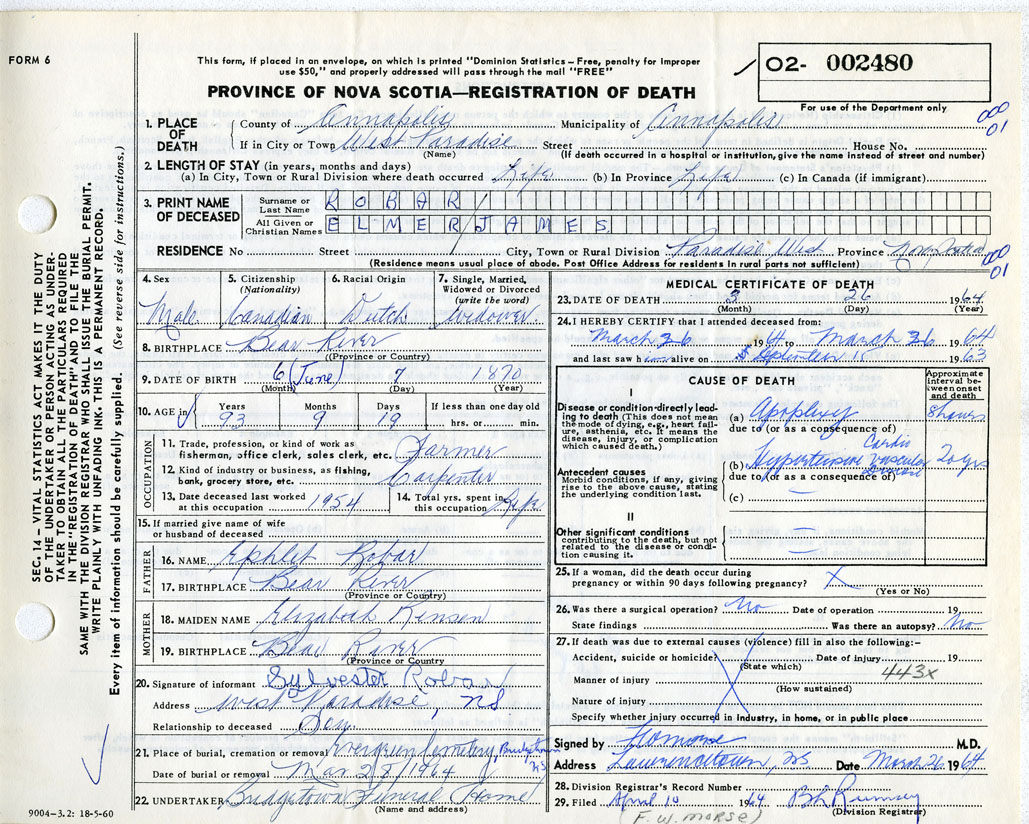 FORM 6
This form, if placed in an envelope, on which is printed "Dominion Statistics - Free, penalty for improper
use $50," and properly addressed will pass through the mail "FREE"
02- 002480
For use of the Department only
PROVINCE OF NOVA SCOTIA—REGISTRATION OF DEATH
000
01
1. PLACE OF DEATH County of Annapolis Municipality of Annapolis
If in City or Town West Paradise Street House No.
(Name) (If death occurred in a hospital or institution, give the name instead of street and number)
2. LENGTH OF STAY (in years, months and days)
(a) In City, Town or Rural Division where death occurred Life (b) In Province Life (c) In Canada (if immigrant)
3. PRINT NAME OF DECEASED Surname or Last Name ROBAR
All Given or Christian Names ELMER JAMES
RESIDENCE No Street City, Town or Rural Division Paradise West Province Nova Scotia
(Residence means usual place of abode. Post Office Address for residents in rural parts not sufficient)
000
01
4. Sex 5. Citizenship (Nationality) 6. Racial Origin 7. Single, Married, Widowed or Divorced (write the word)
Male Canadian Dutch widower
8. BIRTHPLACE Bear River
(Province or Country)
9. DATE OF BIRTH 6 (June) 7 1870
(Month) (Day) (Year)
10. AGE in Years Months Days If less than one day old
93 9 19 hrs. or min.
OCCUPATION
11. Trade, profession, or kind of work as
fisherman, office clerk, sales clerk, etc. Farmer
12. Kind of industry or business, as fishing,
bank, grocery store, etc. Carpenter
13. Date deceased last worked at this occupation 1954 14. Total yrs. spent in this occupation Life
15. If married give name of wife
or husband of deceased
FATHER
16. NAME Robar
17. BIRTHPLACE Bear River
(Province or Country)
MOTHER
18. MAIDEN NAME Elizabeth
19. BIRTHPLACE Bear River
(Province or Country
20. Signature of informant Sylvester Robar
Address West Paradise, NS
Relationship to deceased Son
21. Place of burial, cremation or removal Evergreen Cemetery, Bridgetown NS
Date of burial or removal Mar 28/1964
22. UNDERTAKER Bridgetown Funeral Home
(Name and address)
9004-3.2: 18-5-60
MEDICAL CERTIFICATE OF DEATH
23. DATE OF DEATH 3 26 1964
(Month) (Day) (Year)
24. I HEREBY CERTIFY that I attended deceased from:
March 26 1964 to March 26 1964
and last saw h im alive on September 15 1963
CAUSE OF DEATH
Approximate interval between onset and death
I
Disease or condition directly leading to death (This does not mean the mode of dying, e.g., heart failure, asthenia, etc. It means the disease, injury, or complication which caused death.)
(a) Apoplexy 8 hours
due to (or as a consequence of)
Antecedent causes
Morbid conditions, if any, giving rise to the above cause, stating the underlying condition last.
(b) Hypertensive Cardio Vascular Disease 20 yrs
due to (or as a consequence of)
(c) —
II
Other significant conditions contributing to the death, but not related to the disease or condition causing it.
25. If a woman, did the death occur during
pregnancy or within 90 days following pregnancy? X
(Yes or No)
26. Was there a surgical operation? No Date of operation 19
State findings Was there an autopsy? No
27. If death was due to external causes (violence) fill in also the following:-
Accident, suicide or homicide Date of injury 19
(State which)
443x
Manner of injury
(How sustained)
Nature of injury
Specify whether injury occurred in Industry, in home, or in public place
Signed by M.D.
Address Lawrencetown, NS Date March 26 1964
28. Division Registrar's Record Number
29. Filed April 10 1964 BL Rumsey
(Division Registrar)
(F. W. MORSE)
SEC. 14 - VITAL STATISTICS ACT MAKES IT THE DUTY
OF THE UNDERTAKER OR PERSON ACTING AS UNDER-
TAKER TO OBTAIN ALL THE PARTICULARS REQUIRED
IN THE "REGISTRATION OF DEATH" AND TO FILE THE
SAME WITH THE DIVISION REGISTRAR WHO SHALL ISSUE THE BURIAL PERMIT.
WRITE PLAINLY WITH UNFADING INK. THIS IS A PERMANENT RECORD.
Every item of information should be carefully supplied. (See reverse side for instructions.)